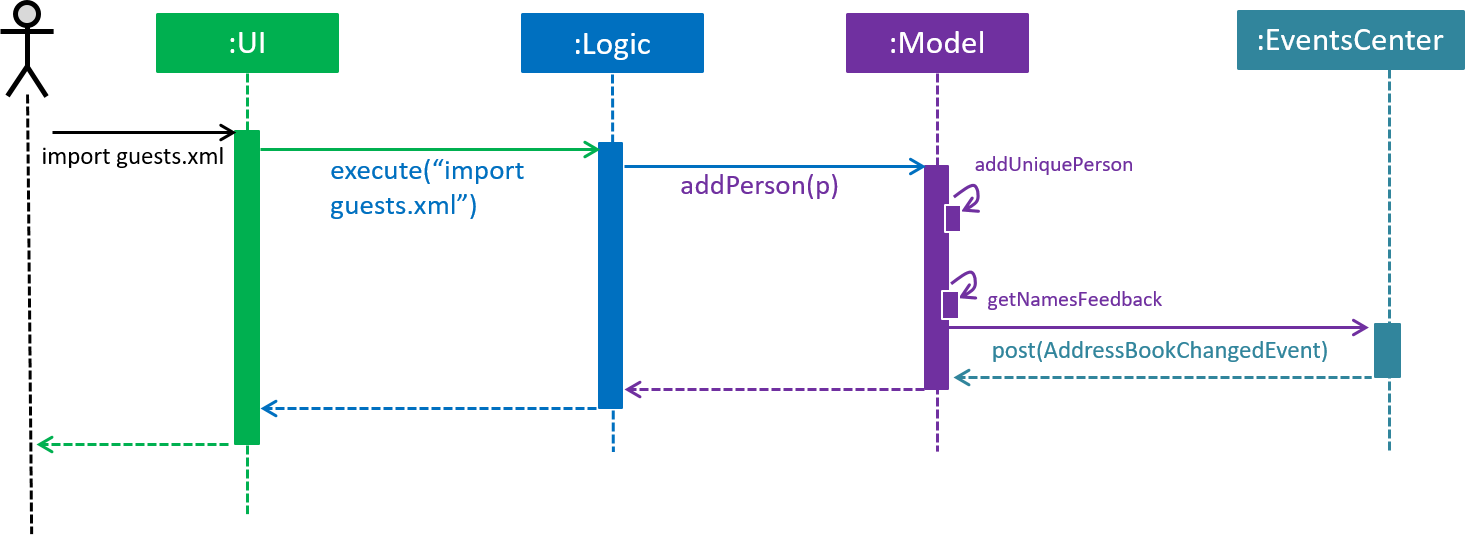 :UI
:Logic
:Model
:EventsCenter
import guests.xml
execute(“import
guests.xml”)
addPerson(p)
addUniquePerson
getNamesFeedback
post(AddressBookChangedEvent)